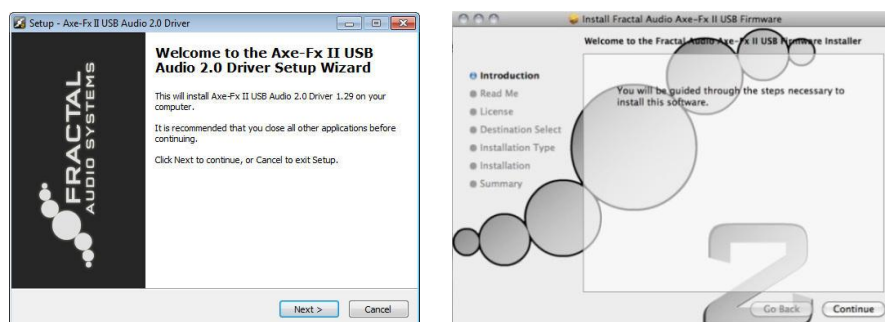 Setup - Axe-Fx II USB Audio 2.0 Driver
Welcome to the Axe-Fx II USB
Audio 2.0 Driver Setup Wizard
This will install Axe-Fx II USB Audio 2.0 Driver 1.29 on your
computer.
It is recommended that you close all other applications before
continuing.
Click Next to continue, or Cancel to exit Setup.
FRACTAL
AUDIO SYSTEMS
Next >
Cancel
Install Fractal Audio Axe-Fx II USB Firmware
Welcome to the Fractal Audio Axe-Fx II USB Firmware Installer
Introduction
Read Me
License
Destination Select
Installation Type
Installation
Summary
You will be guided through the steps necessary to
install this software.
2
Go Back
Continue